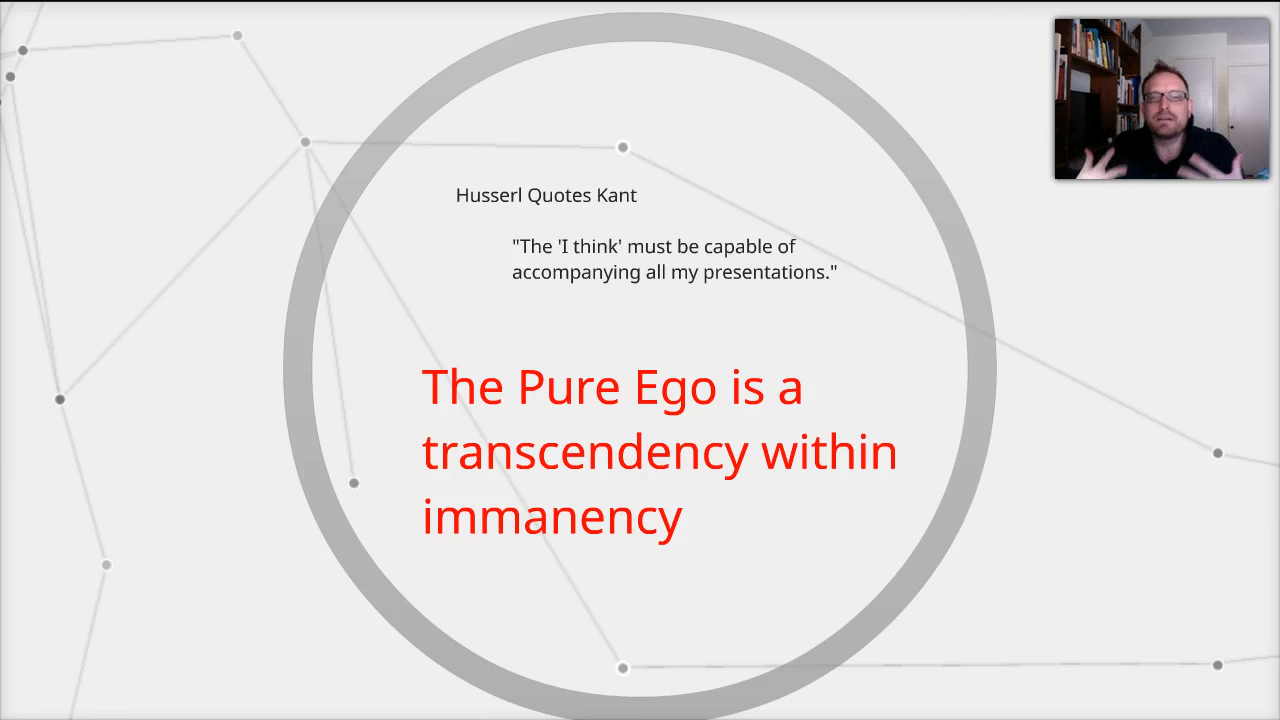 Husserl Quotes Kant
"The 'I think' must be capable of
accompanying all my presentations."
The Pure Ego is a
transcendency within
immanency